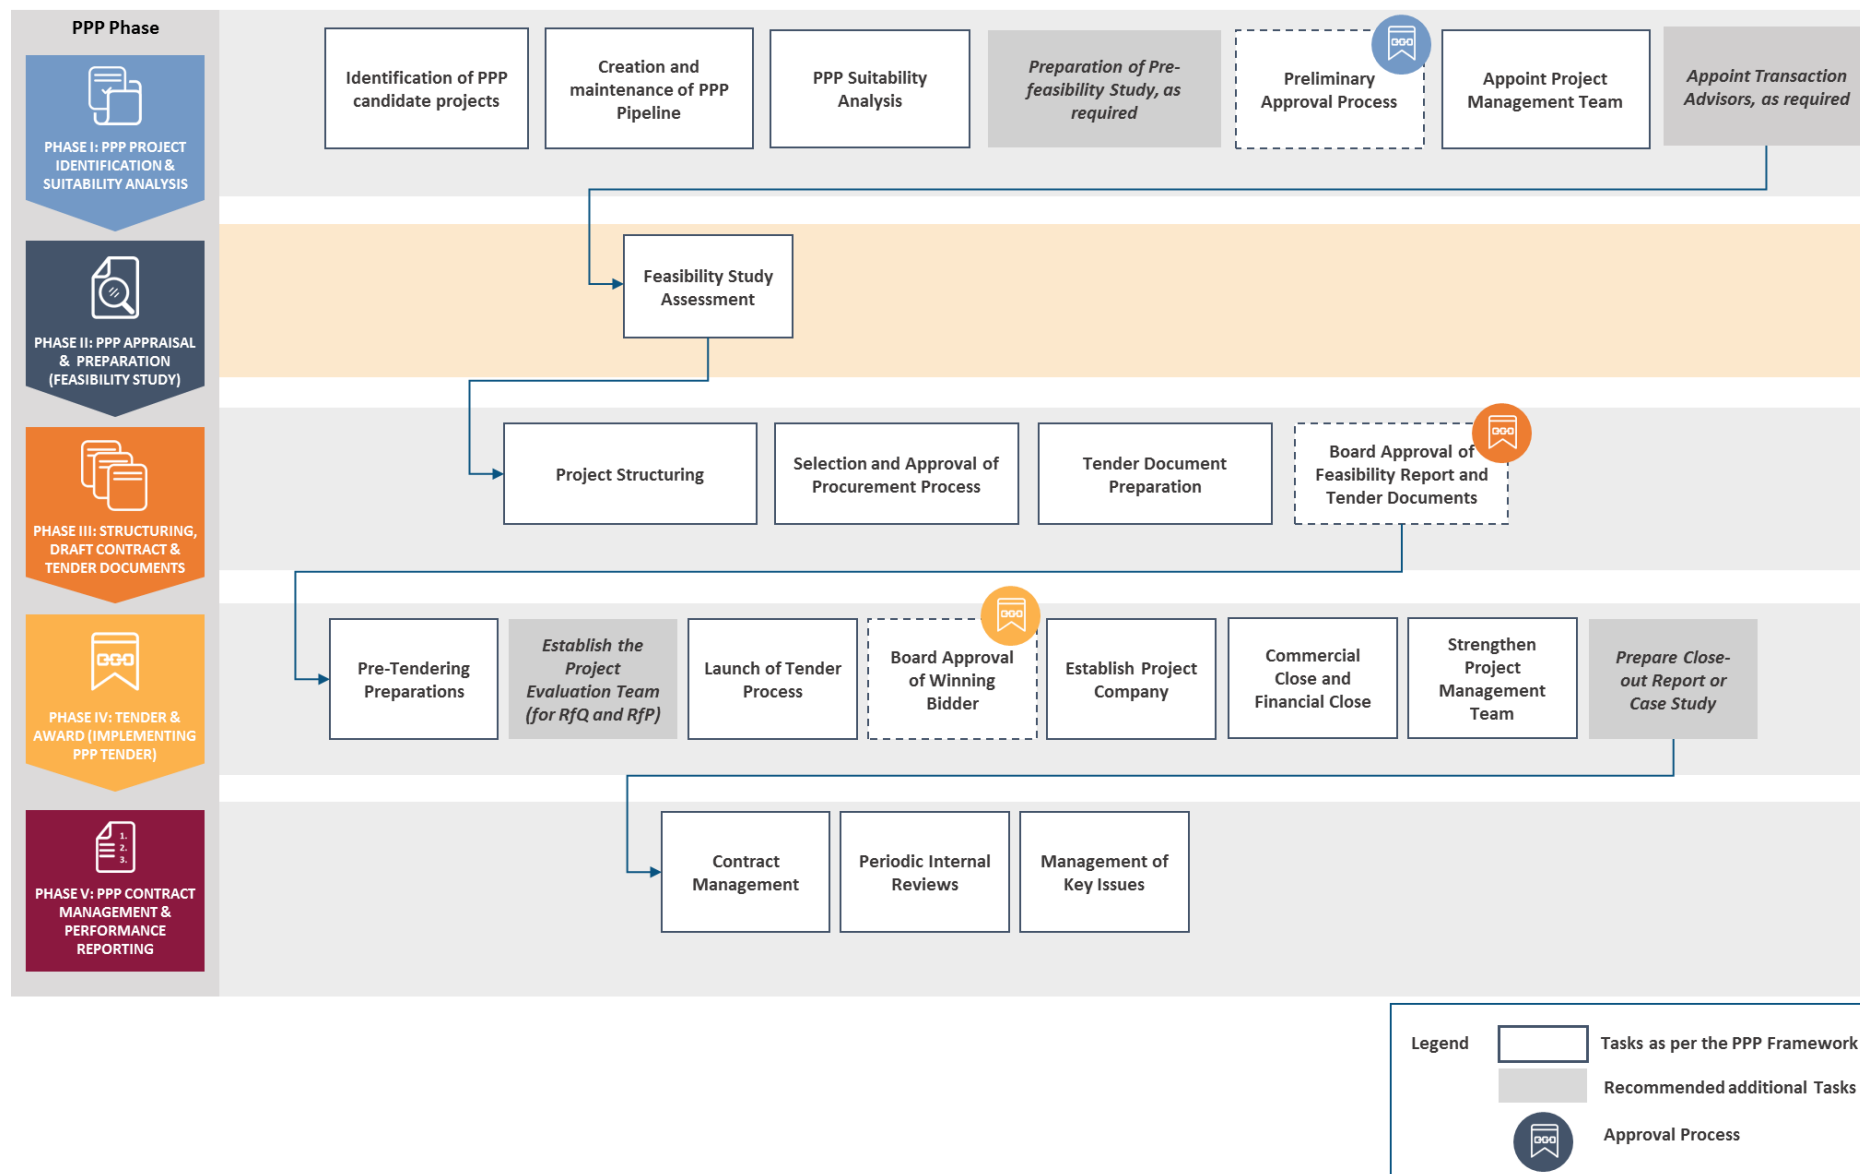 PPP Phase
PHASE I: PPP PROJECT
IDENTIFICATION &
SUITABILITY ANALYSIS
Identification of PPP
candidate projects
Creation and
maintenance of PPP
Pipeline
PPP Suitability
Analysis
Preparation of Pre-
feasibility Study, as
required
Preliminary
Approval Process
Appoint Project
Management Team
Appoint Transaction
Advisors, as required
PHASE II: PPP APPRAISAL
& PREPARATION
(FEASIBILITY STUDY)
Feasibility Study
Assessment
PHASE III: STRUCTURING,
DRAFT CONTRACT &
TENDER DOCUMENTS
Project Structuring
Selection and Approval of
Procurement Process
Tender Document
Preparation
Board Approval of
Feasibility Report and
Tender Documents
PHASE IV: TENDER &
AWARD (IMPLEMENTING
PPP TENDER)
Pre-Tendering
Preparations
Establish the
Project
Evaluation Team
(for RfQ and RfP)
Launch of Tender
Process
Board Approval
of Winning
Bidder
Establish Project
Company
Commercial
Close and
Financial Close
Strengthen
Project
Management
Team
Prepare Close-
out Report or
Case Study
1.
2.
3.
PHASE V: PPP CONTRACT
MANAGEMENT &
PERFORMANCE
REPORTING
Contract
Management
Periodic Internal
Reviews
Management of
Key Issues
Legend
Tasks as per the PPP Framework
Recommended additional Tasks
Approval Process